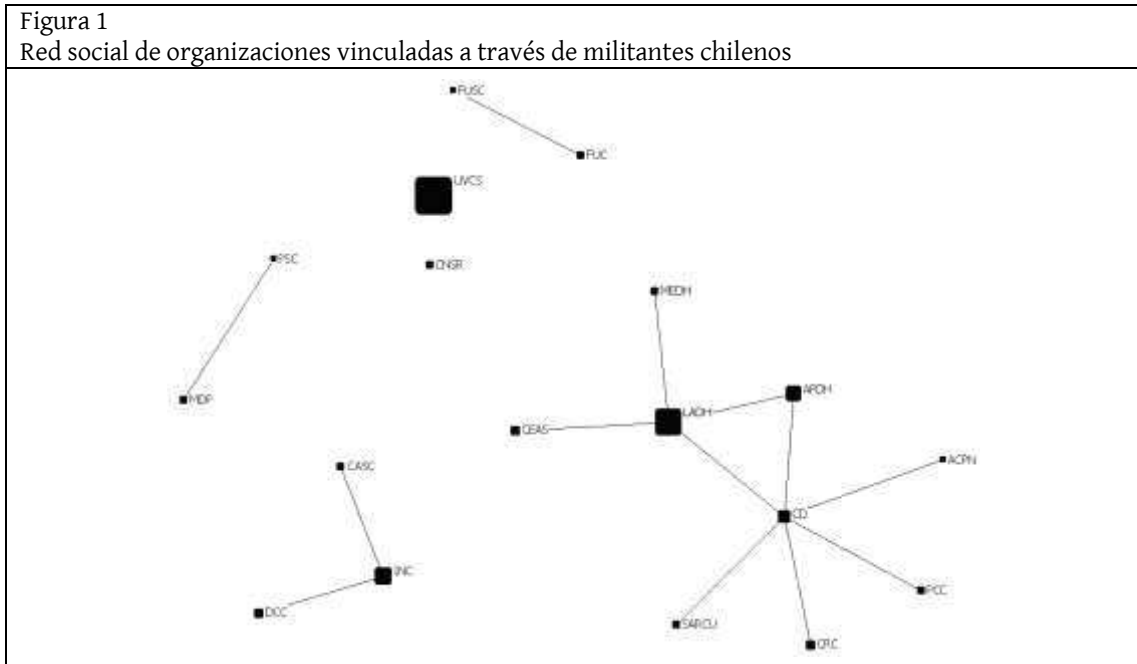 Figura 1
Red social de organizaciones vinculadas a través de militantes chilenos
FUSC
FUC
UVCS
PSC
CNSR
MEDH
MDP
APDH
LADH
CEAS
CASC
ACPN
CD
INC
PCC
DCC
SARCU
CRC